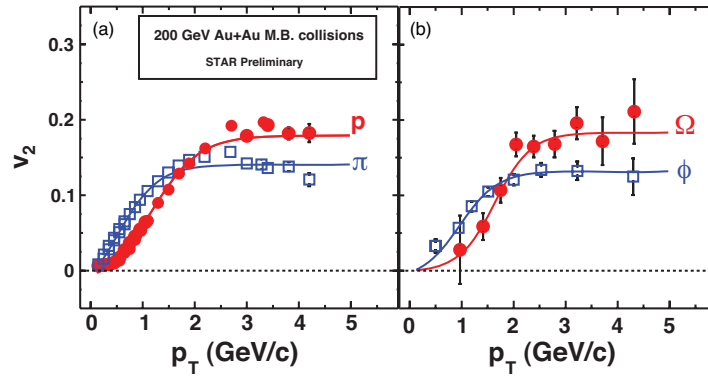 (a)
200 GeV Au+Au M.B. collisions
STAR Preliminary
(b)
0.3
0.2
0.1
0
v2
p
π
Ω
ϕ
0 1 2 3 4 5
0 1 2 3 4 5
pT (GeV/c)
pT (GeV/c)